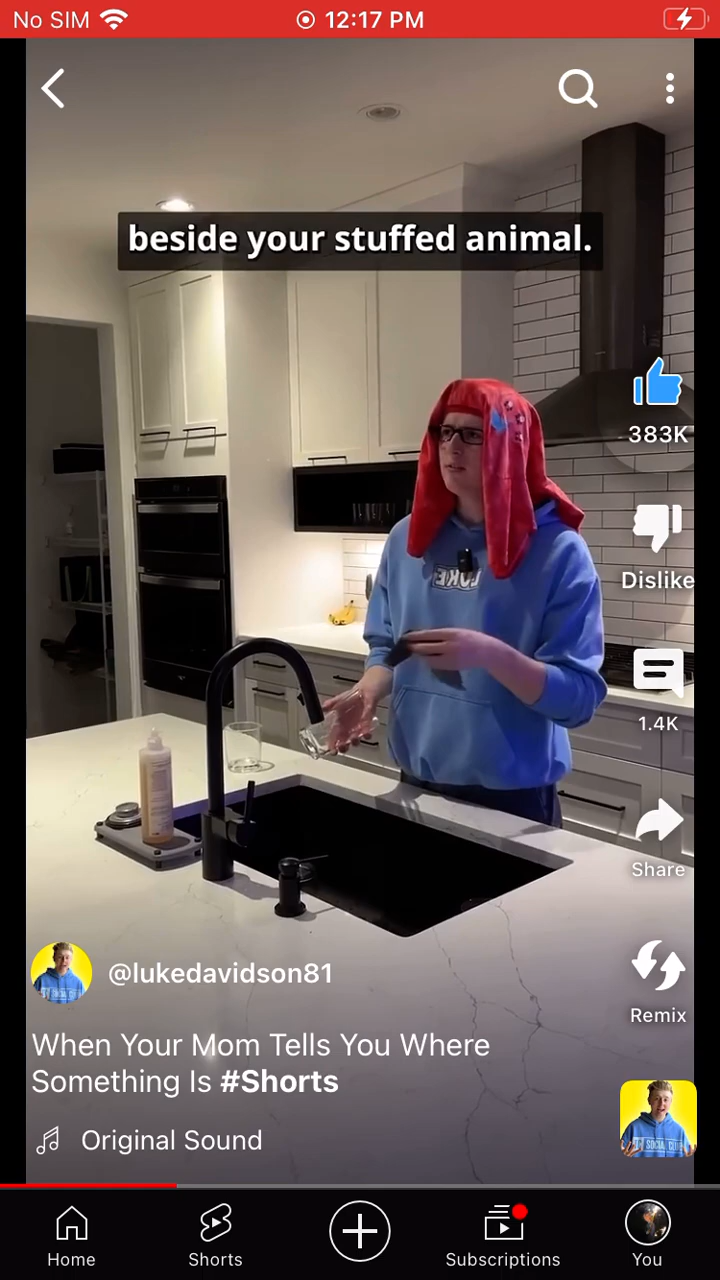 No SIM 12:17 PM
beside your stuffed animal.
383K
Dislike
1.4K
Share
@lukedavidson81
Remix
When Your Mom Tells You Where
Something Is #Shorts
Original Sound
Home Shorts Subscriptions You